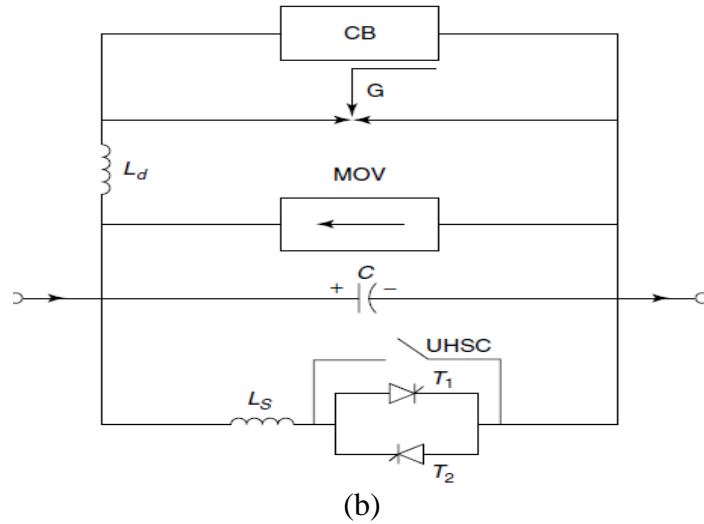 CB
G
L_d
MOV
+ C −
UHSC
L_S
T_1
T_2
(b)